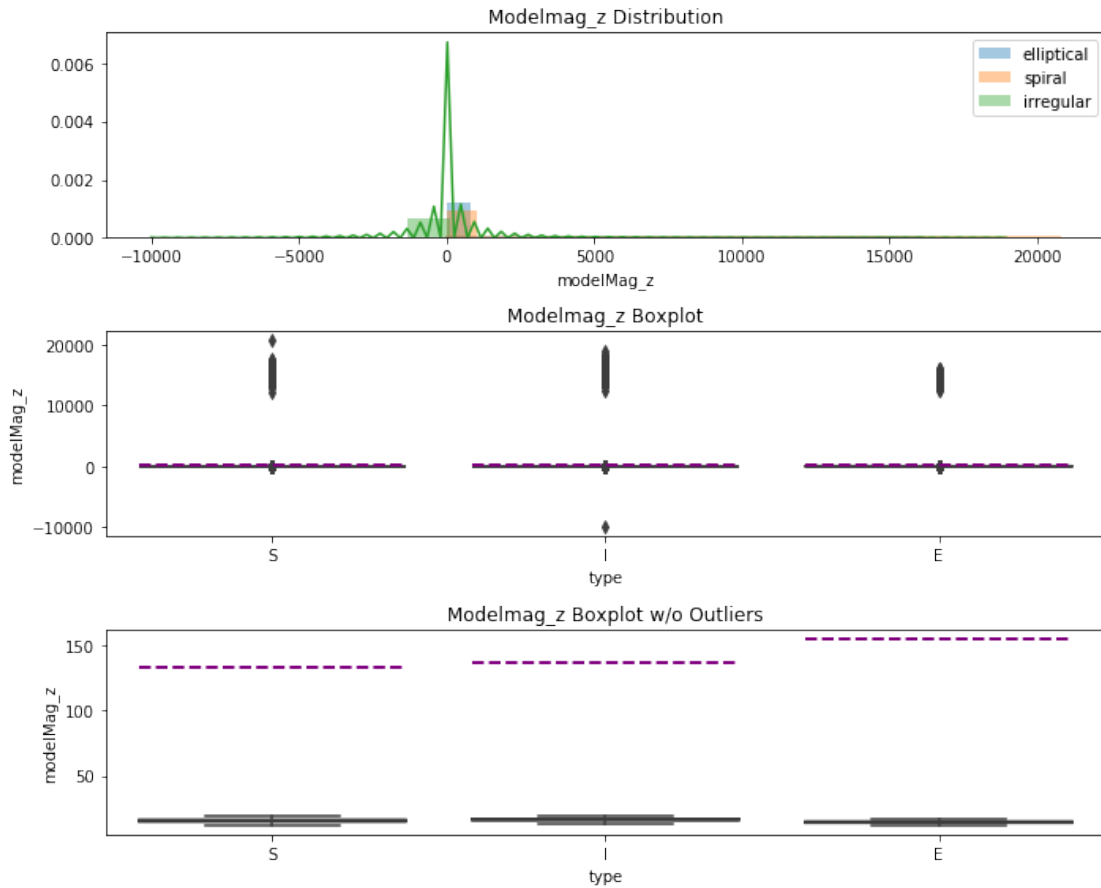 Modelmag_z Distribution
0.006
0.004
0.002
0.000
elliptical
spiral
irregular
−10000 −5000 0 5000 10000 15000 20000
modelMag_z
Modelmag_z Boxplot
modelMag_z
20000
10000
0
−10000
S I E
type
Modelmag_z Boxplot w/o Outliers
modelMag_z
150
100
50
S I E
type